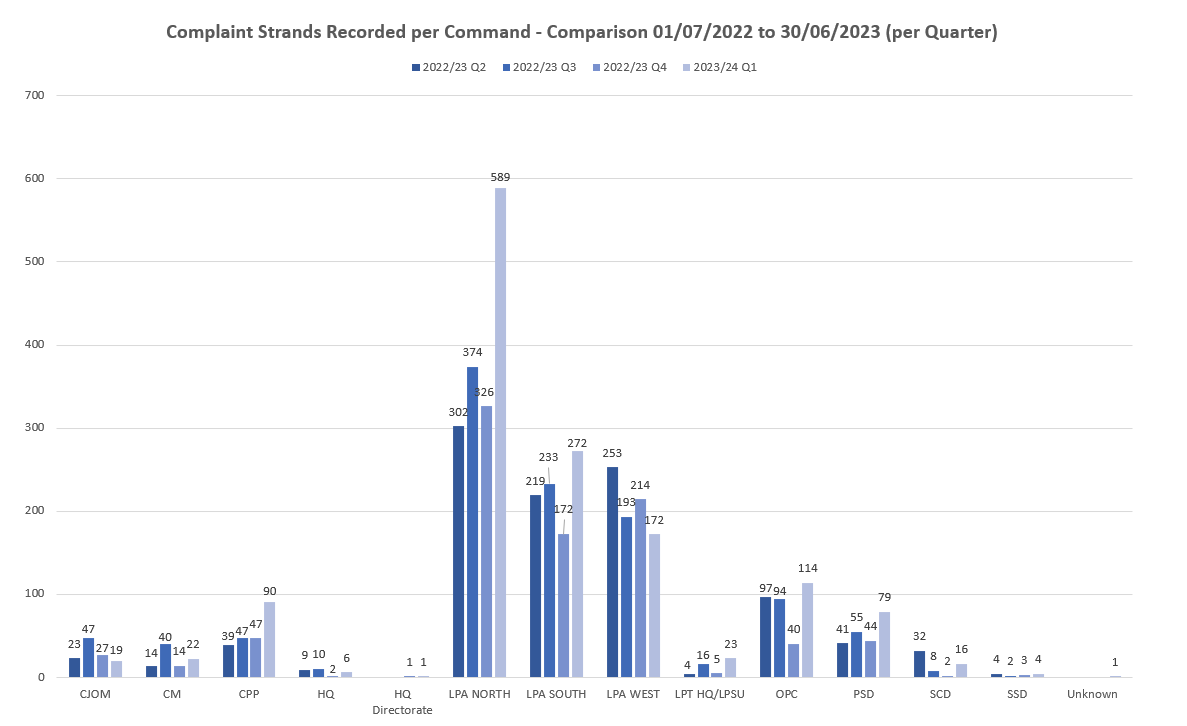 Complaint Strands Recorded per Command - Comparison 01/07/2022 to 30/06/2023 (per Quarter)
2022/23 Q2 2022/23 Q3 2022/23 Q4 2023/24 Q1
700
600
500
400
300
200
100
0
23 47 27 19
14 40 14 22
39 47 47 90
9 10 2 6
1 1
302 374 326 589
219 233 172 272
253 193 214 172
4 16 5 23
97 94 40 114
41 55 44 79
32 8 2 16
4 2 3 4
1
CJOM CM CPP HQ HQ Directorate LPA NORTH LPA SOUTH LPA WEST LPT HQ/LPSU OPC PSD SCD SSD Unknown